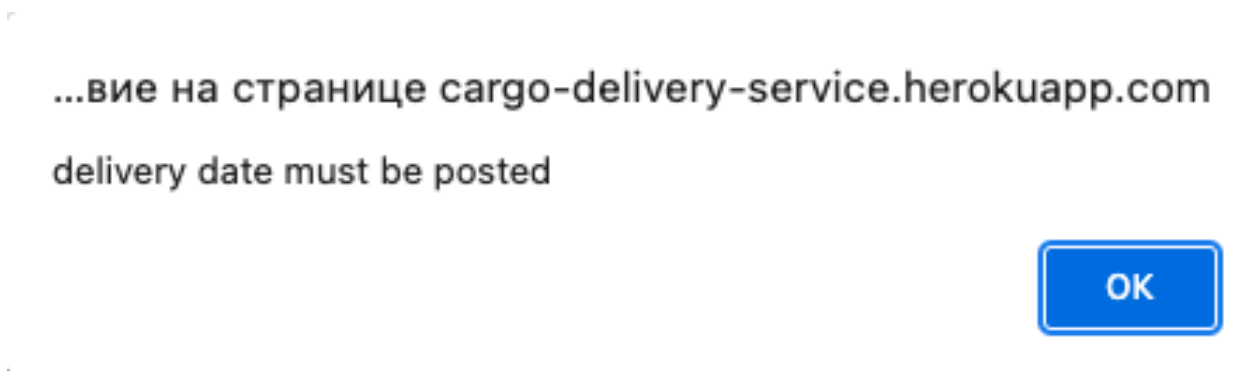 ...вие на странице cargo-delivery-service.herokuapp.com
delivery date must be posted
OK